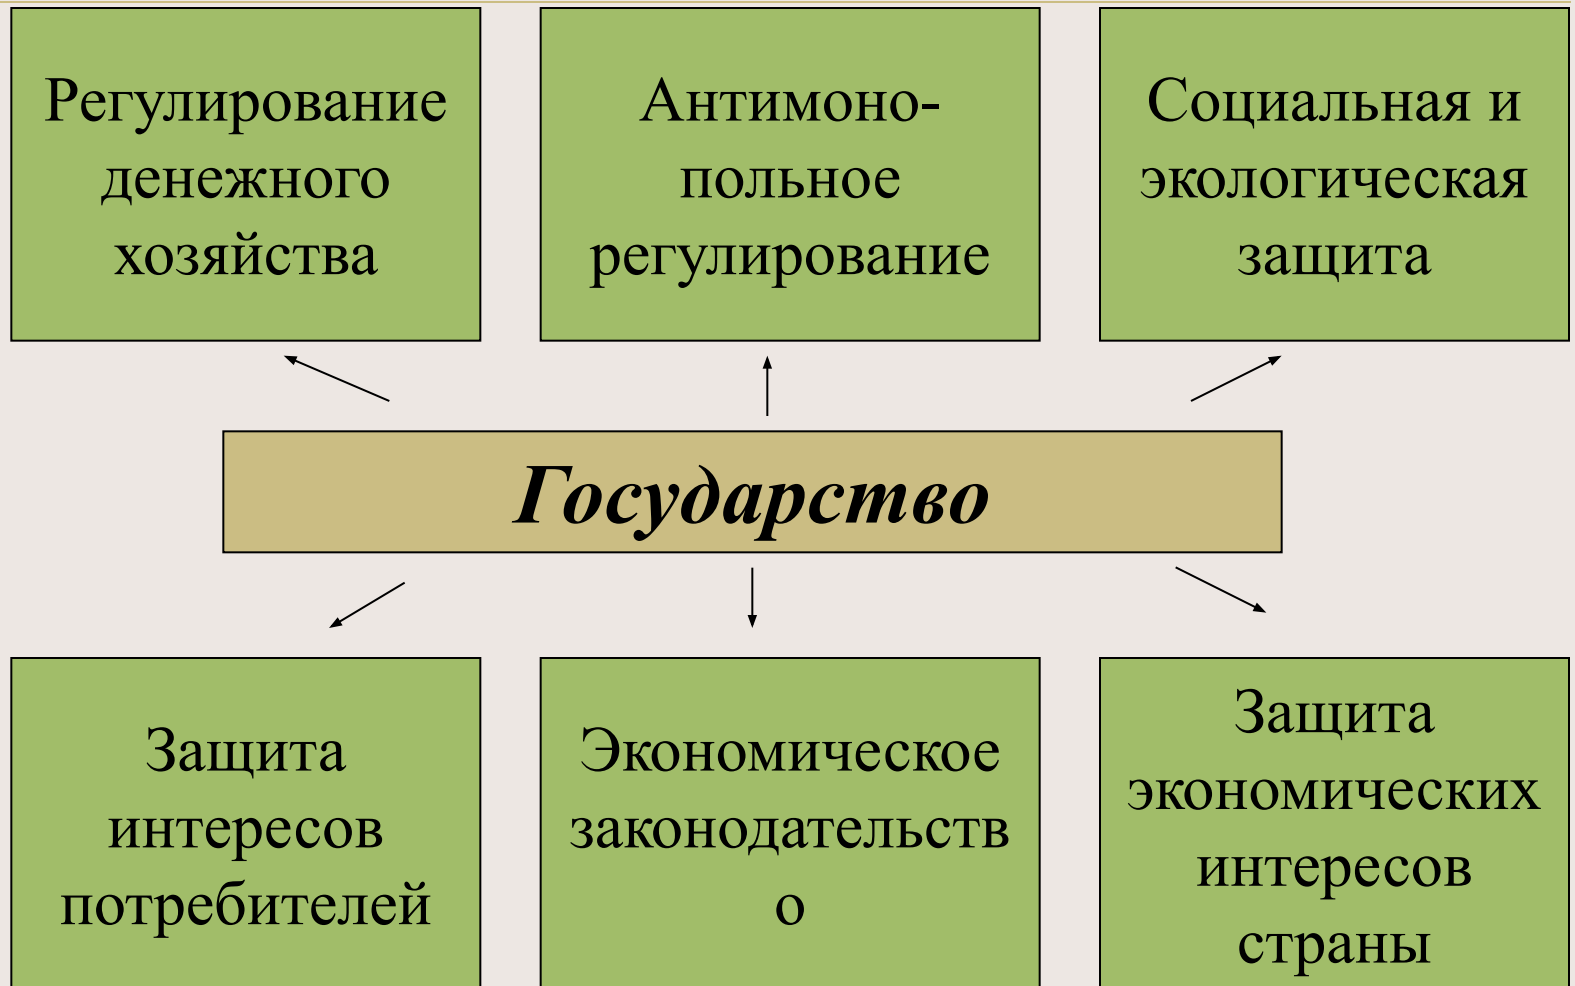 Регулирование
денежного
хозяйства
Антимоно-
польное
регулирование
Социальная и
экологическая
защита
Государство
Защита
интересов
потребителей
Экономическое
законодательств
о
Защита
экономических
интересов
страны